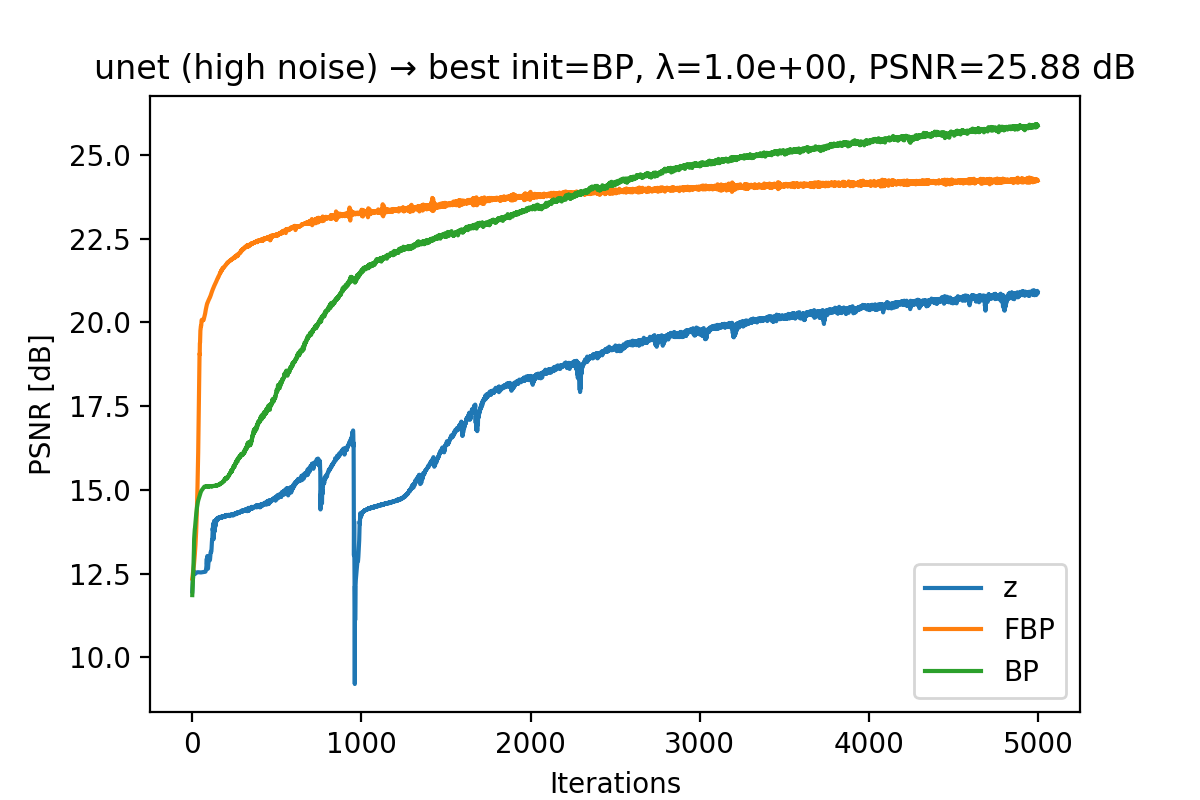 unet (high noise) → best init=BP, λ=1.0e+00, PSNR=25.88 dB
PSNR [dB]
25.0
22.5
20.0
17.5
15.0
12.5
10.0
z
FBP
BP
0 1000 2000 3000 4000 5000
Iterations